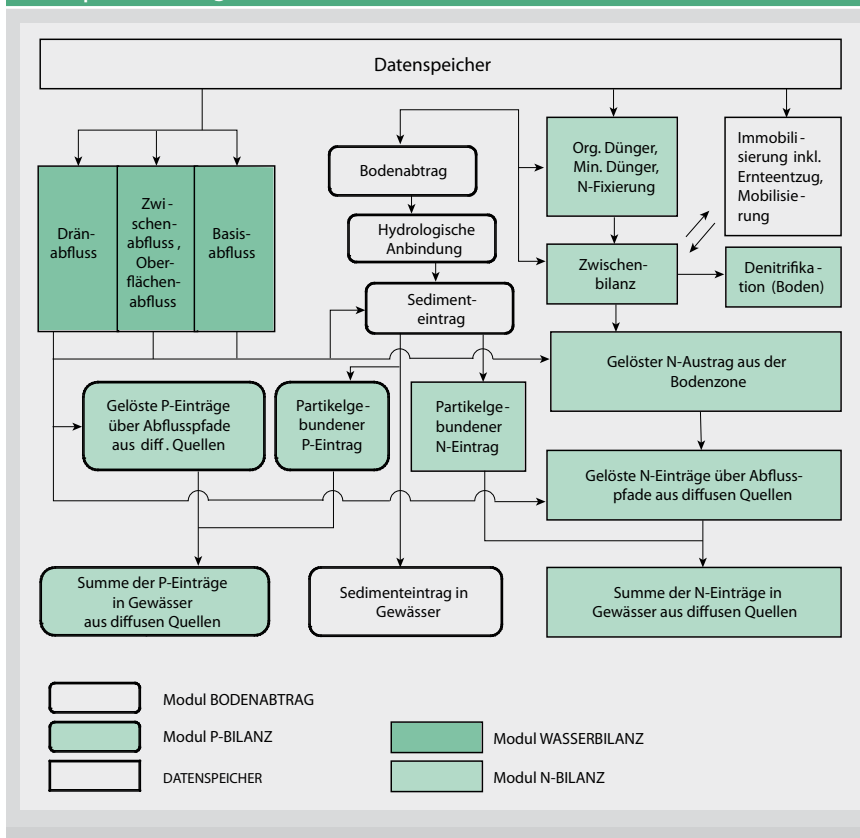 Datenspeicher
Org. Dünger,
Min. Dünger,
N-Fixierung
Immobili-
sierung inkl.
Ernteentzug,
Mobilisie-
rung
Bodenabtrag
Drän-
abfluss
Zwi-
schen-
abfluss,
Ober-
flächen-
abfluss
Basis-
abfluss
Hydrologische
Anbindung
Zwischen-
bilanz
Denitrifika-
tion (Boden)
Sediment-
eintrag
Gelöster N-Austrag aus der
Bodenzone
Gelöste P-Einträge
über Abflusspfade
aus diff. Quellen
Partikelge-
bundener
P-Eintrag
Partikelge-
bundener
N-Eintrag
Gelöste N-Einträge über Abfluss-
pfade aus diffusen Quellen
Summe der P-Einträge
in Gewässer
aus diffusen Quellen
Sedimenteintrag in
Gewässer
Summe der N-Einträge in
Gewässer aus diffusen Quellen
Modul BODENABTRAG
Modul P-BILANZ
Modul WASSERBILANZ
DATENSPEICHER
Modul N-BILANZ